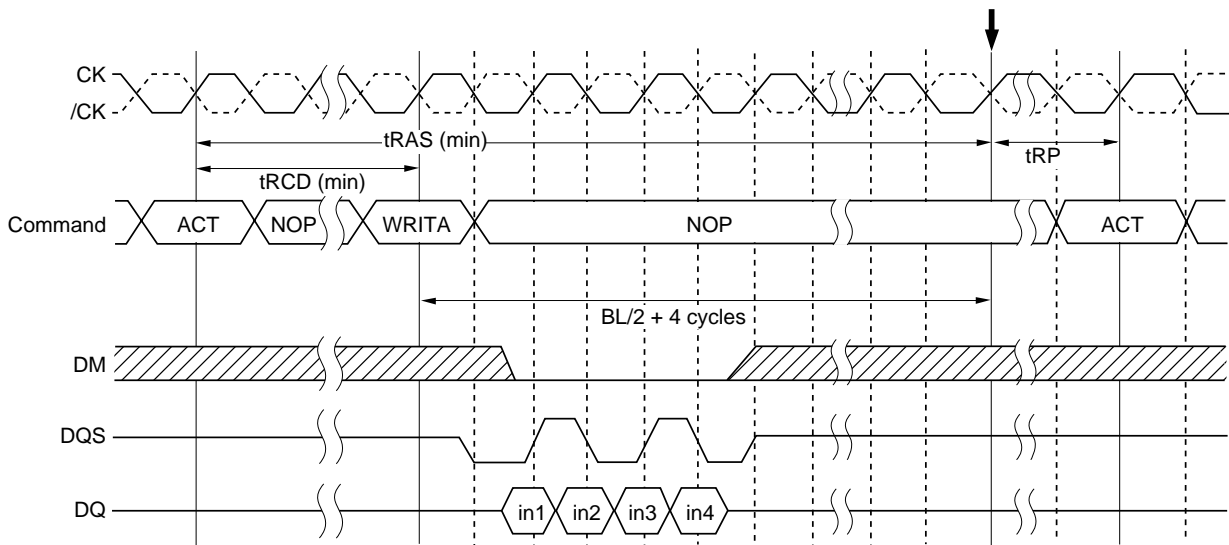 CK
/CK
tRAS (min)
tRP
tRCD (min)
Command ACT NOP WRITA NOP ACT
BL/2 + 4 cycles
DM
DQS
DQ in1 in2 in3 in4